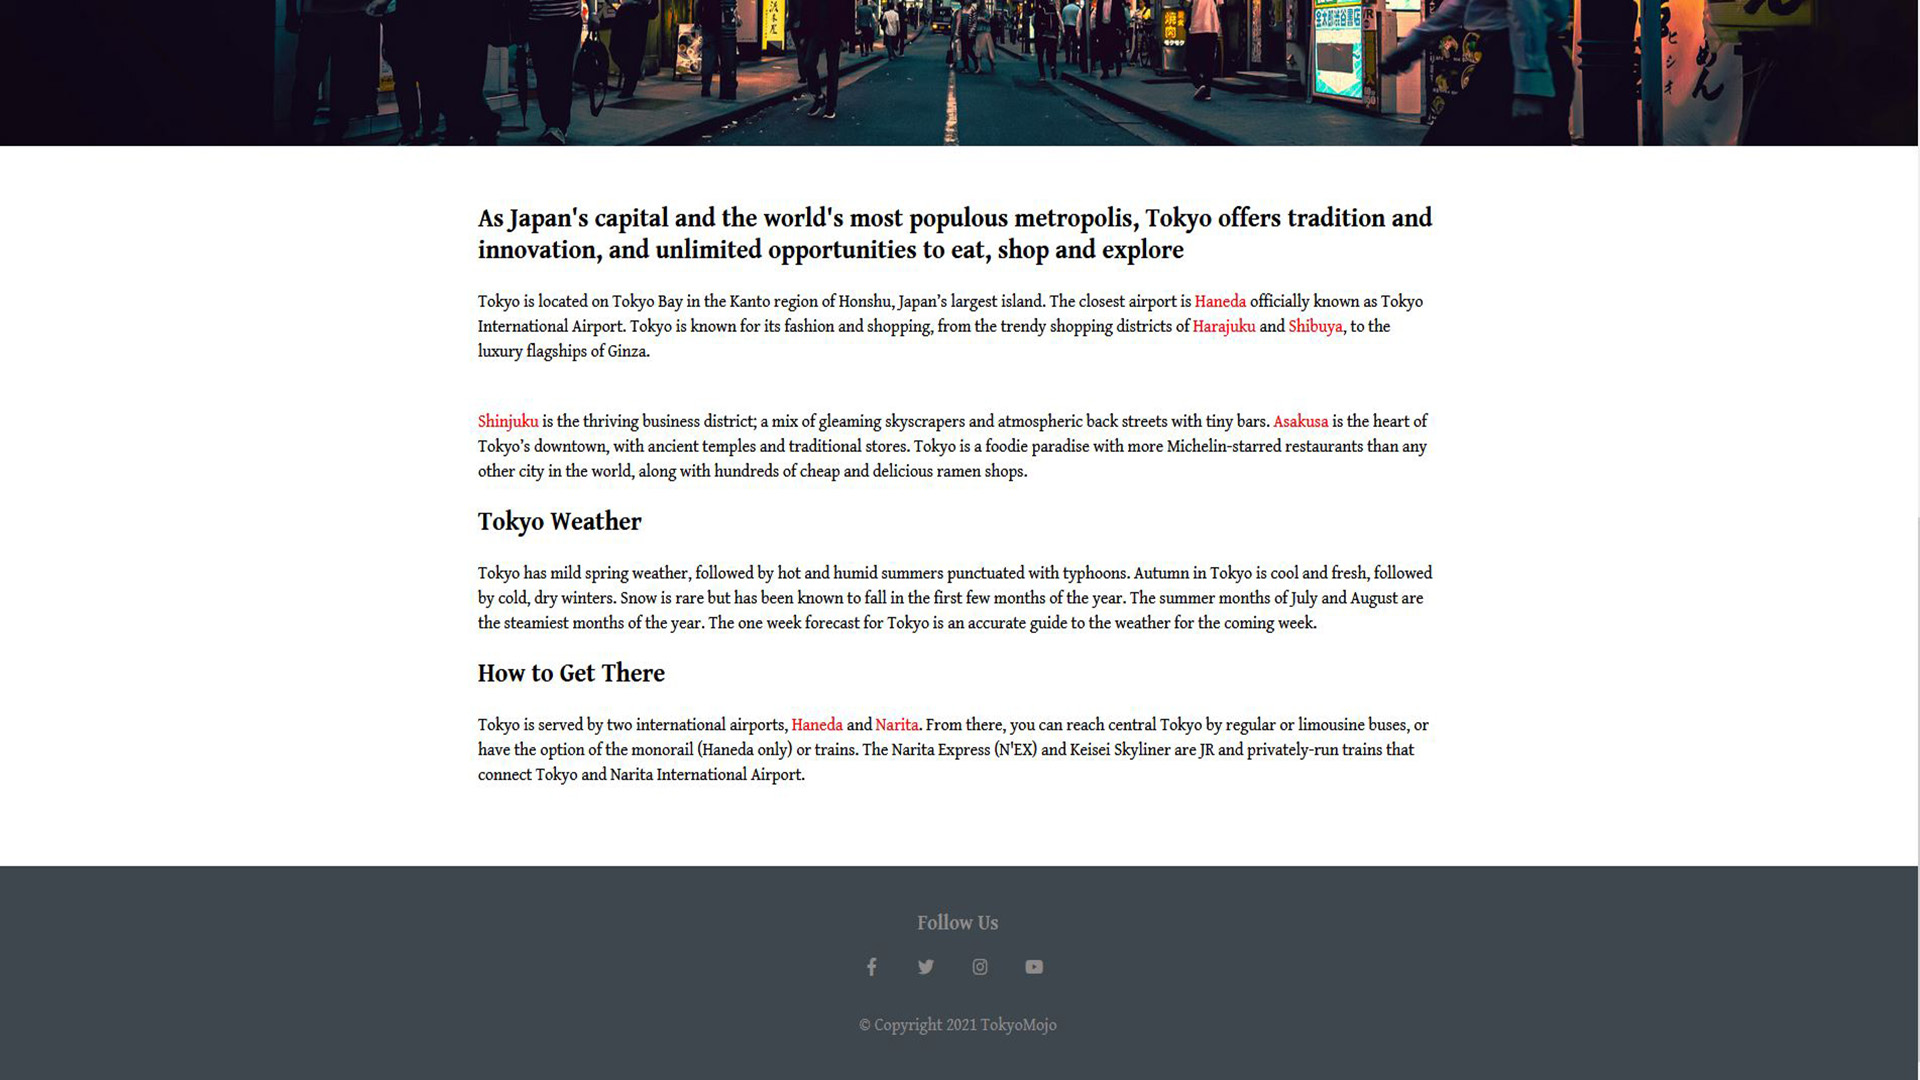 金太郎渋谷書店
焼肉
As Japan's capital and the world's most populous metropolis, Tokyo offers tradition and
innovation, and unlimited opportunities to eat, shop and explore
Tokyo is located on Tokyo Bay in the Kanto region of Honshu, Japan’s largest island. The closest airport is Haneda officially known as Tokyo
International Airport. Tokyo is known for its fashion and shopping, from the trendy shopping districts of Harajuku and Shibuya, to the
luxury flagships of Ginza.
Shinjuku is the thriving business district; a mix of gleaming skyscrapers and atmospheric back streets with tiny bars. Asakusa is the heart of
Tokyo’s downtown, with ancient temples and traditional stores. Tokyo is a foodie paradise with more Michelin-starred restaurants than any
other city in the world, along with hundreds of cheap and delicious ramen shops.
Tokyo Weather
Tokyo has mild spring weather, followed by hot and humid summers punctuated with typhoons. Autumn in Tokyo is cool and fresh, followed
by cold, dry winters. Snow is rare but has been known to fall in the first few months of the year. The summer months of July and August are
the steamiest months of the year. The one week forecast for Tokyo is an accurate guide to the weather for the coming week.
How to Get There
Tokyo is served by two international airports, Haneda and Narita. From there, you can reach central Tokyo by regular or limousine buses, or
have the option of the monorail (Haneda only) or trains. The Narita Express (N'EX) and Keisei Skyliner are JR and privately-run trains that
connect Tokyo and Narita International Airport.
Follow Us
© Copyright 2021 TokyoMojo